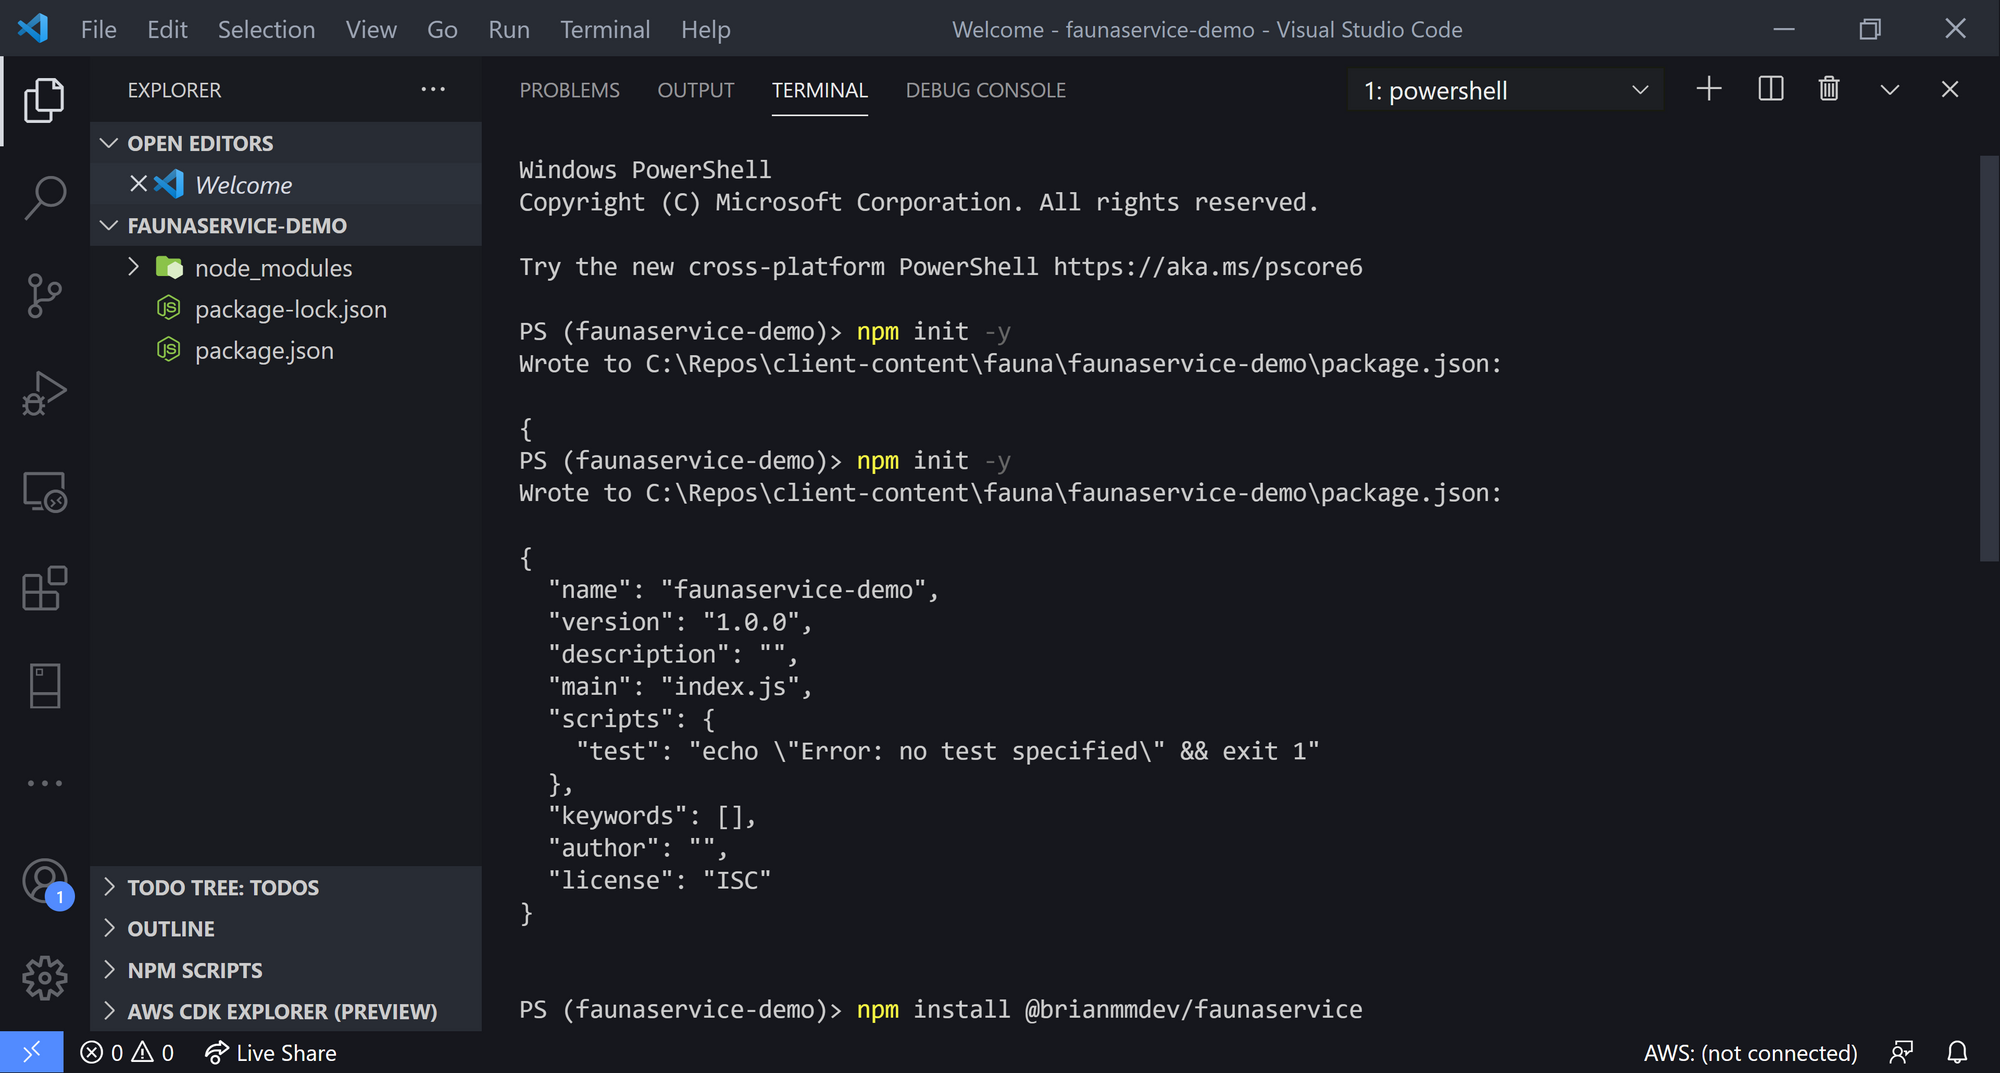 File Edit Selection View Go Run Terminal Help
Welcome - faunaservice-demo - Visual Studio Code
EXPLORER
OPEN EDITORS
Welcome
FAUNASERVICE-DEMO
node_modules
package-lock.json
package.json
TODO TREE: TODOS
OUTLINE
NPM SCRIPTS
AWS CDK EXPLORER (PREVIEW)
PROBLEMS OUTPUT TERMINAL DEBUG CONSOLE
1: powershell
Windows PowerShell
Copyright (C) Microsoft Corporation. All rights reserved.
Try the new cross-platform PowerShell https://aka.ms/pscore6
PS (faunaservice-demo)> npm init -y
Wrote to C:\Repos\client-content\fauna\faunaservice-demo\package.json:
{
PS (faunaservice-demo)> npm init -y
Wrote to C:\Repos\client-content\fauna\faunaservice-demo\package.json:
{
  "name": "faunaservice-demo",
  "version": "1.0.0",
  "description": "",
  "main": "index.js",
  "scripts": {
    "test": "echo \"Error: no test specified\" && exit 1"
  },
  "keywords": [],
  "author": "",
  "license": "ISC"
}
PS (faunaservice-demo)> npm install @brianmmdev/faunaservice
1
0 0 Live Share
AWS: (not connected)